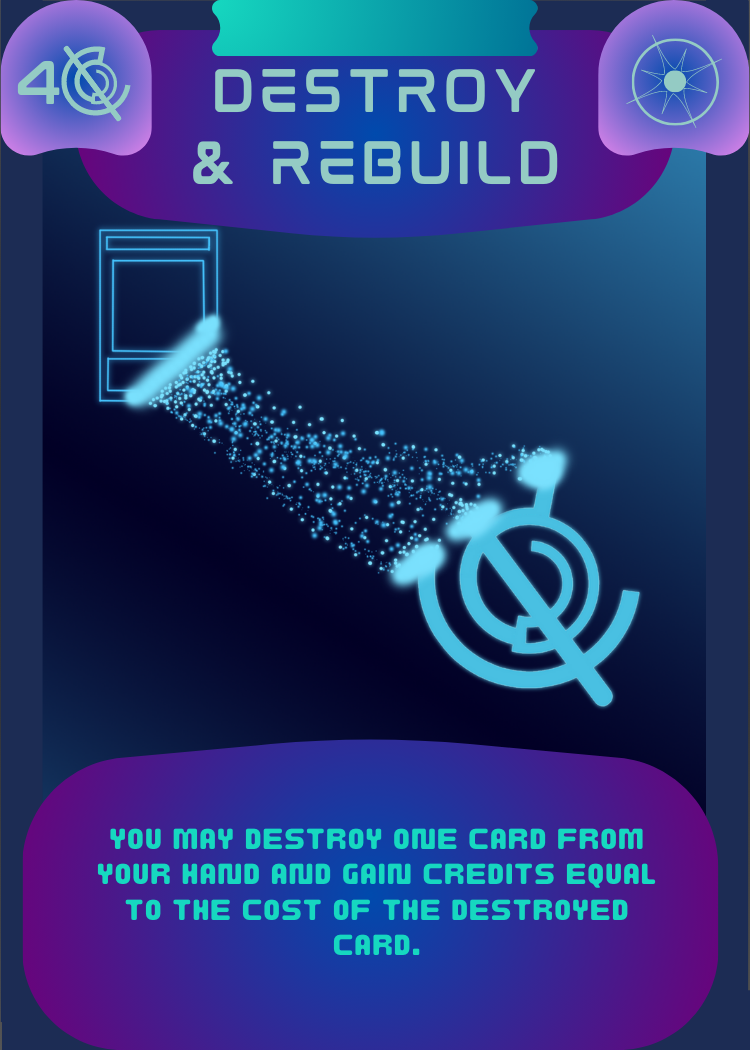 4
DESTROY
& REBUILD
YOU MAY DESTROY ONE CARD FROM
YOUR HAND AND GAIN CREDITS EQUAL
TO THE COST OF THE DESTROYED
CARD.